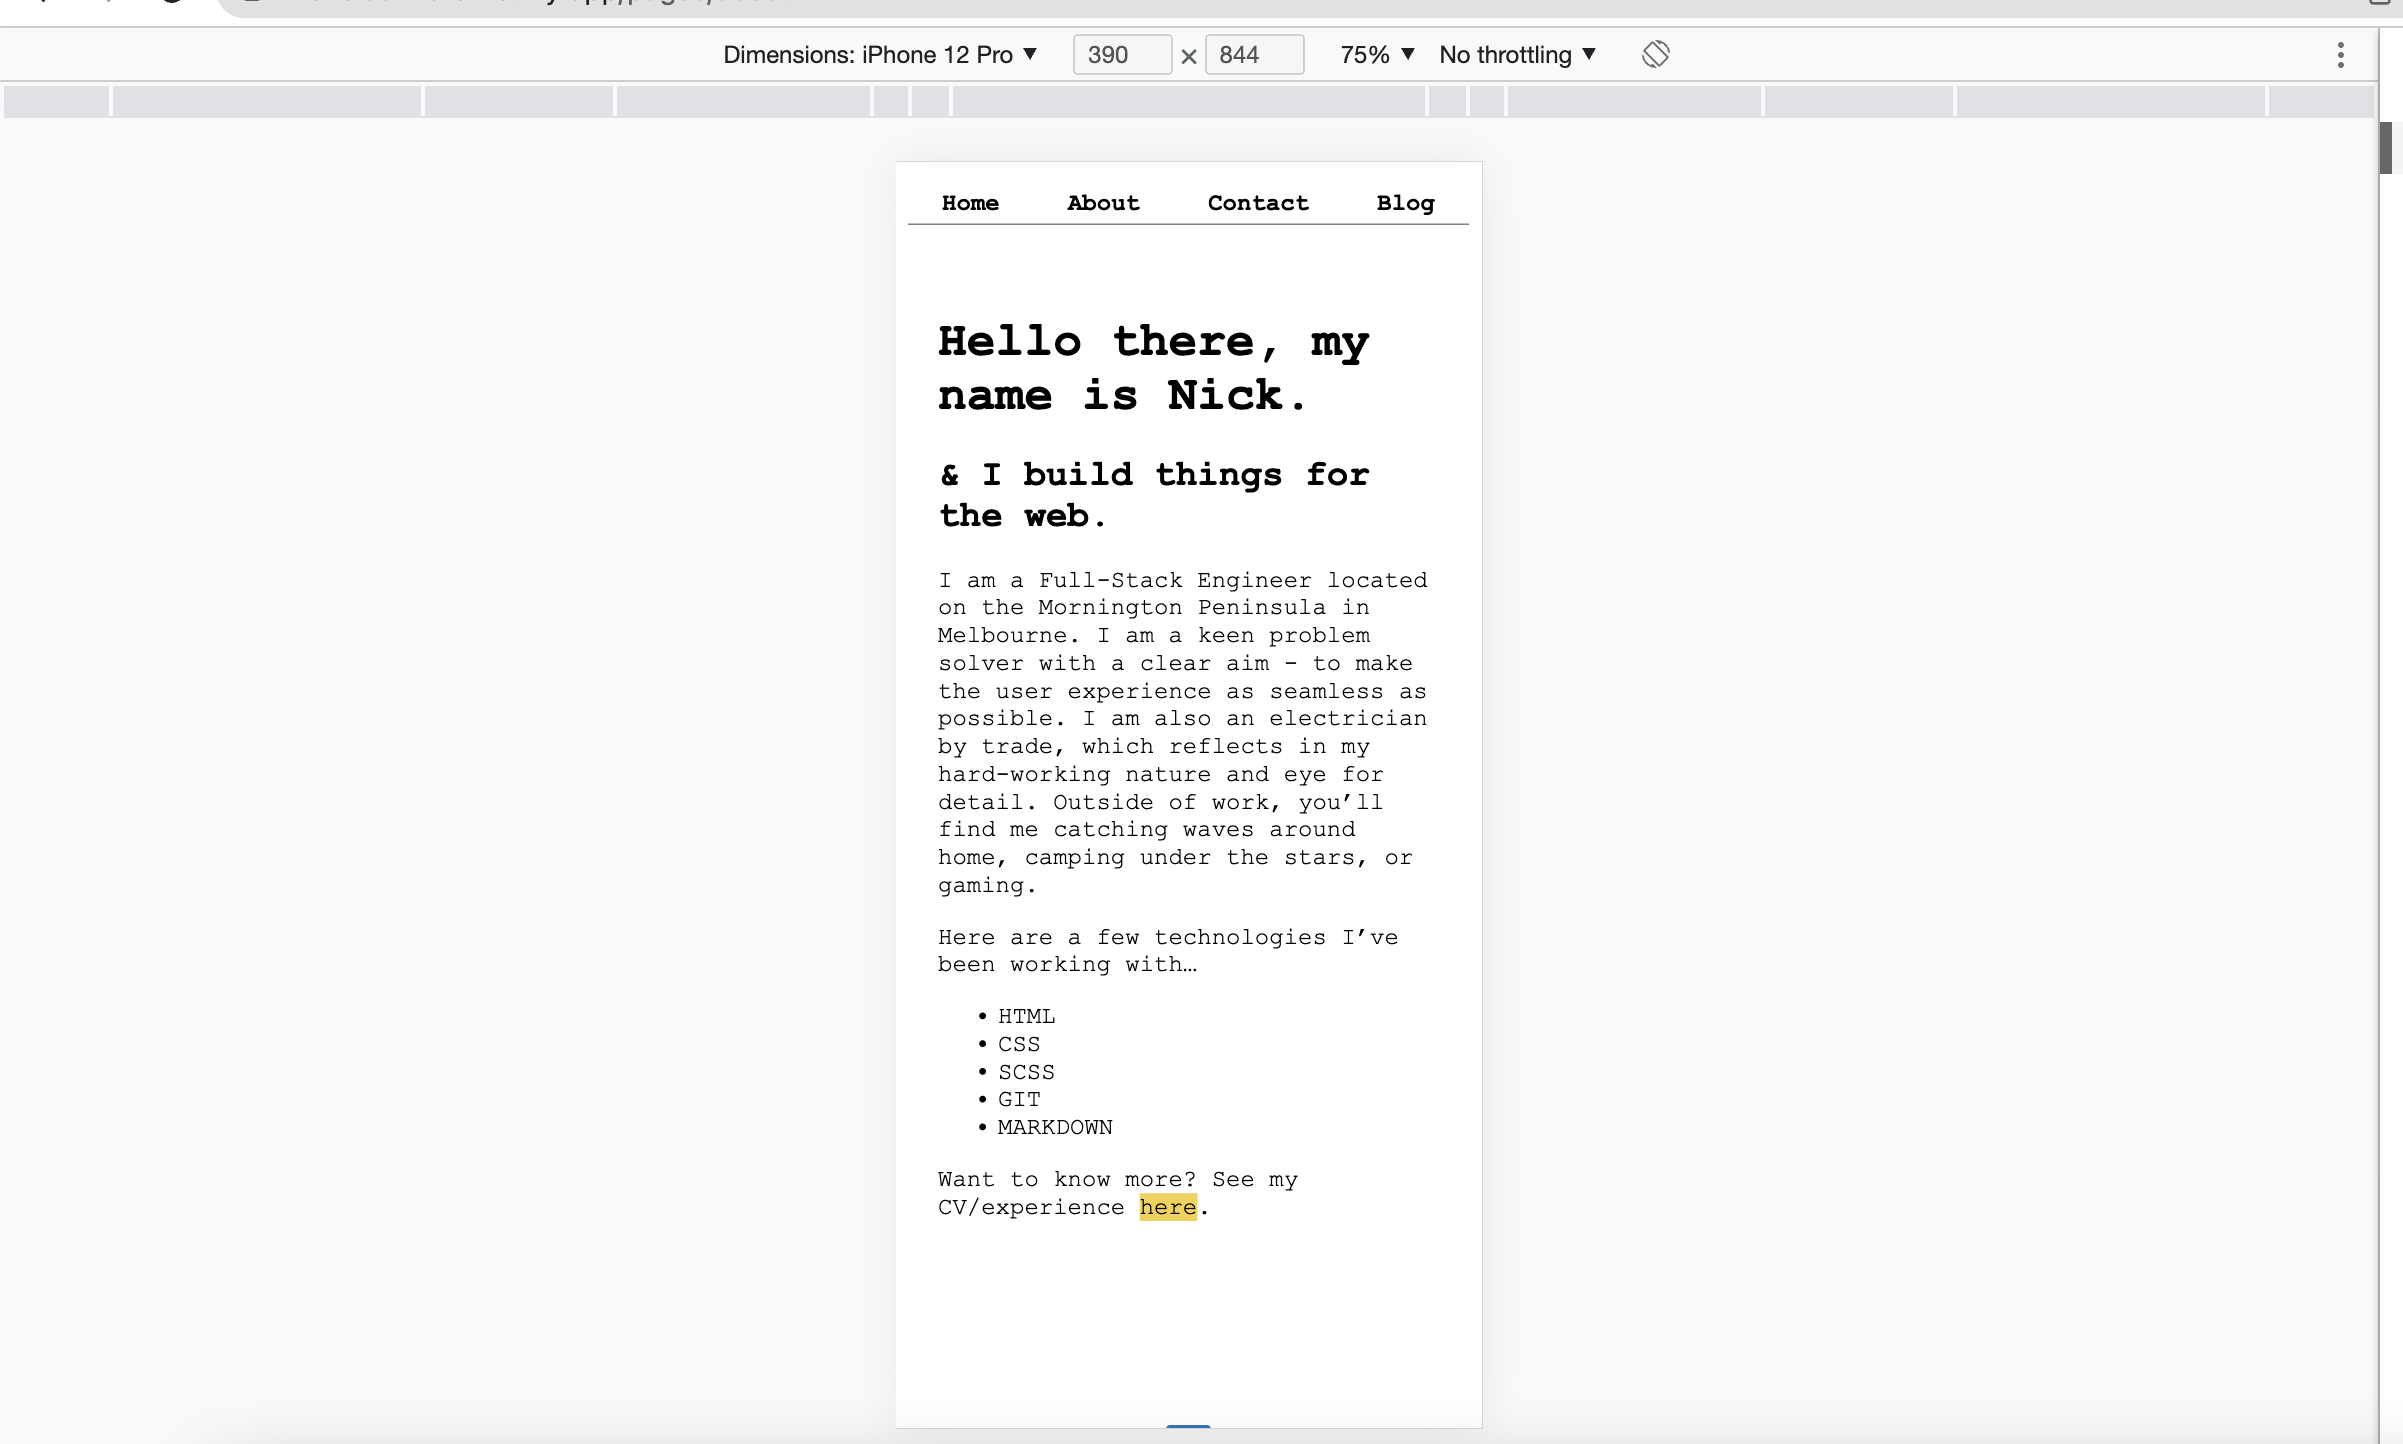 Dimensions: iPhone 12 Pro ▼ 390 × 844 75% ▼ No throttling ▼
Home About Contact Blog
Hello there, my
name is Nick.
& I build things for
the web.
I am a Full-Stack Engineer located
on the Mornington Peninsula in
Melbourne. I am a keen problem
solver with a clear aim - to make
the user experience as seamless as
possible. I am also an electrician
by trade, which reflects in my
hard-working nature and eye for
detail. Outside of work, you’ll
find me catching waves around
home, camping under the stars, or
gaming.
Here are a few technologies I’ve
been working with…
• HTML
• CSS
• SCSS
• GIT
• MARKDOWN
Want to know more? See my
CV/experience here.